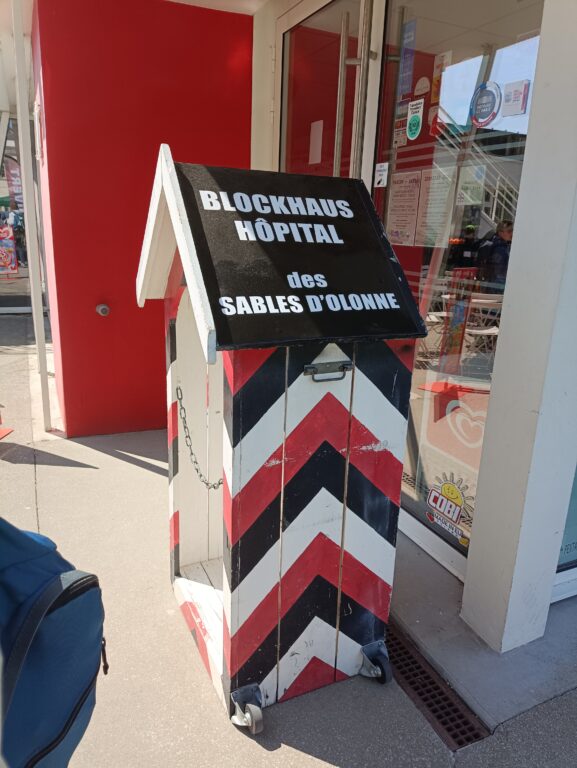 BLOCKHAUS
HÔPITAL
des
SABLES D'OLONNE
COBI